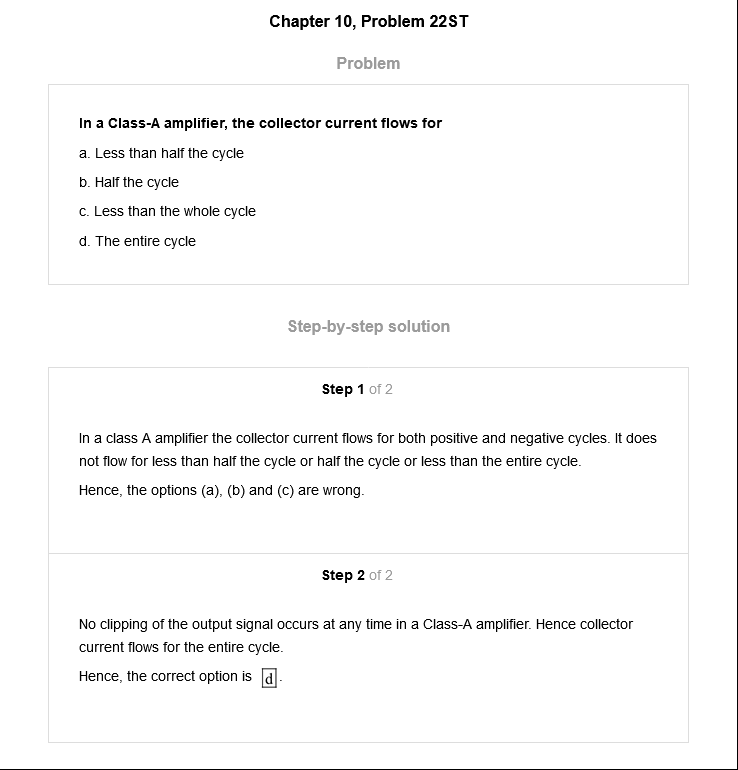 Chapter 10, Problem 22ST
Problem
In a Class-A amplifier, the collector current flows for
a. Less than half the cycle
b. Half the cycle
c. Less than the whole cycle
d. The entire cycle
Step-by-step solution
Step 1 of 2
In a class A amplifier the collector current flows for both positive and negative cycles. It does
not flow for less than half the cycle or half the cycle or less than the entire cycle.
Hence, the options (a), (b) and (c) are wrong.
Step 2 of 2
No clipping of the output signal occurs at any time in a Class-A amplifier. Hence collector
current flows for the entire cycle.
Hence, the correct option is d.